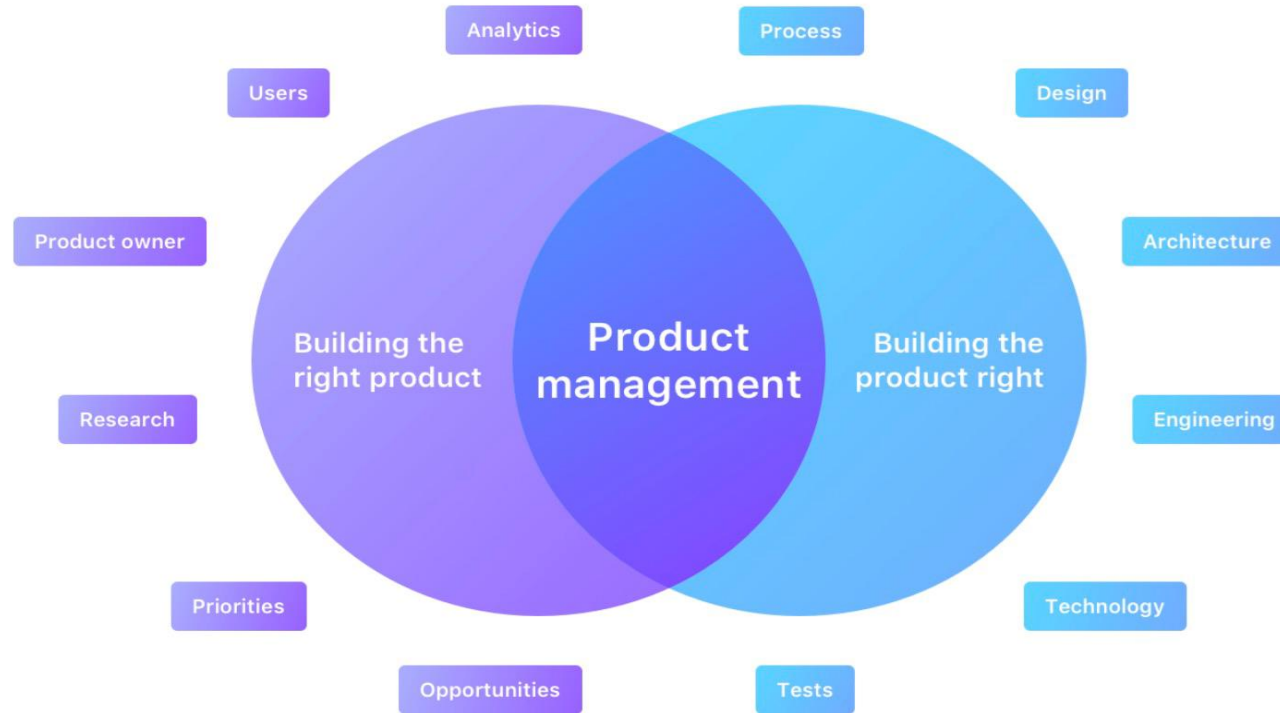 Analytics
Process
Users
Design
Product owner
Architecture
Building the
right product
Product
management
Building the
product right
Research
Engineering
Priorities
Technology
Opportunities
Tests